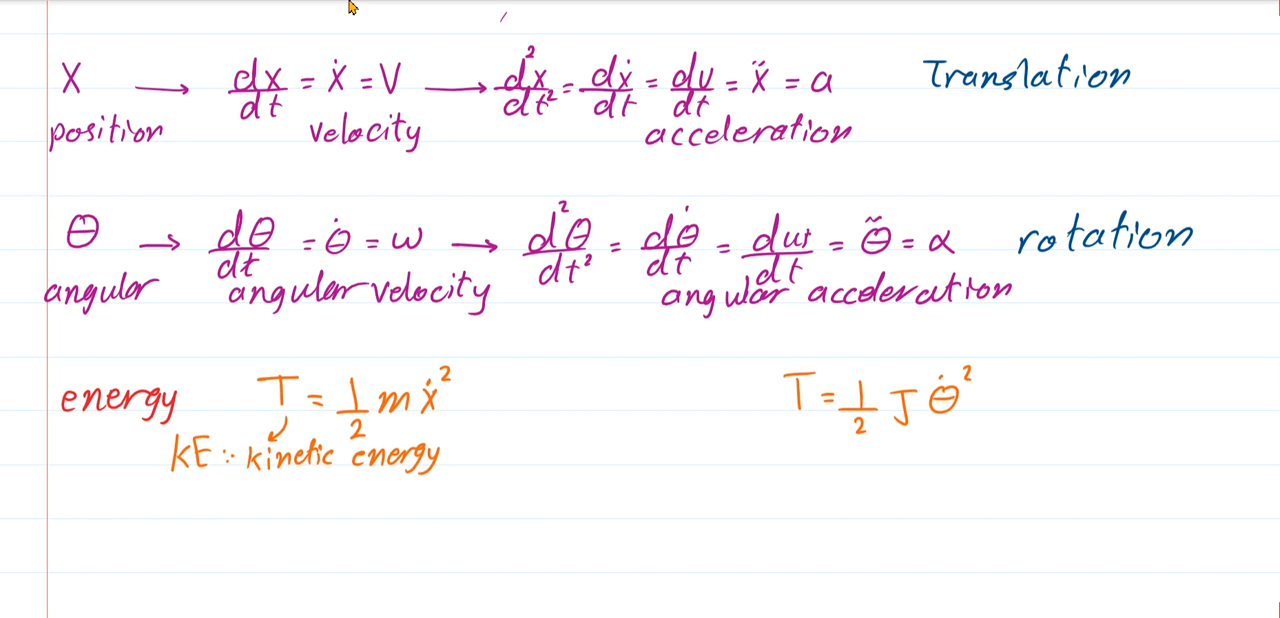 X → dx/dt = ẋ = V → d²x/dt² = dẋ/dt = dv/dt = ẍ = a Translation
position velocity acceleration
θ → dθ/dt = θ̇ = ω → d²θ/dt² = dθ̇/dt = dω/dt = θ̈ = α rotation
angular angular velocity angular acceleration
energy T = 1/2 m ẋ² T = 1/2 J θ̇²
KE : kinetic energy